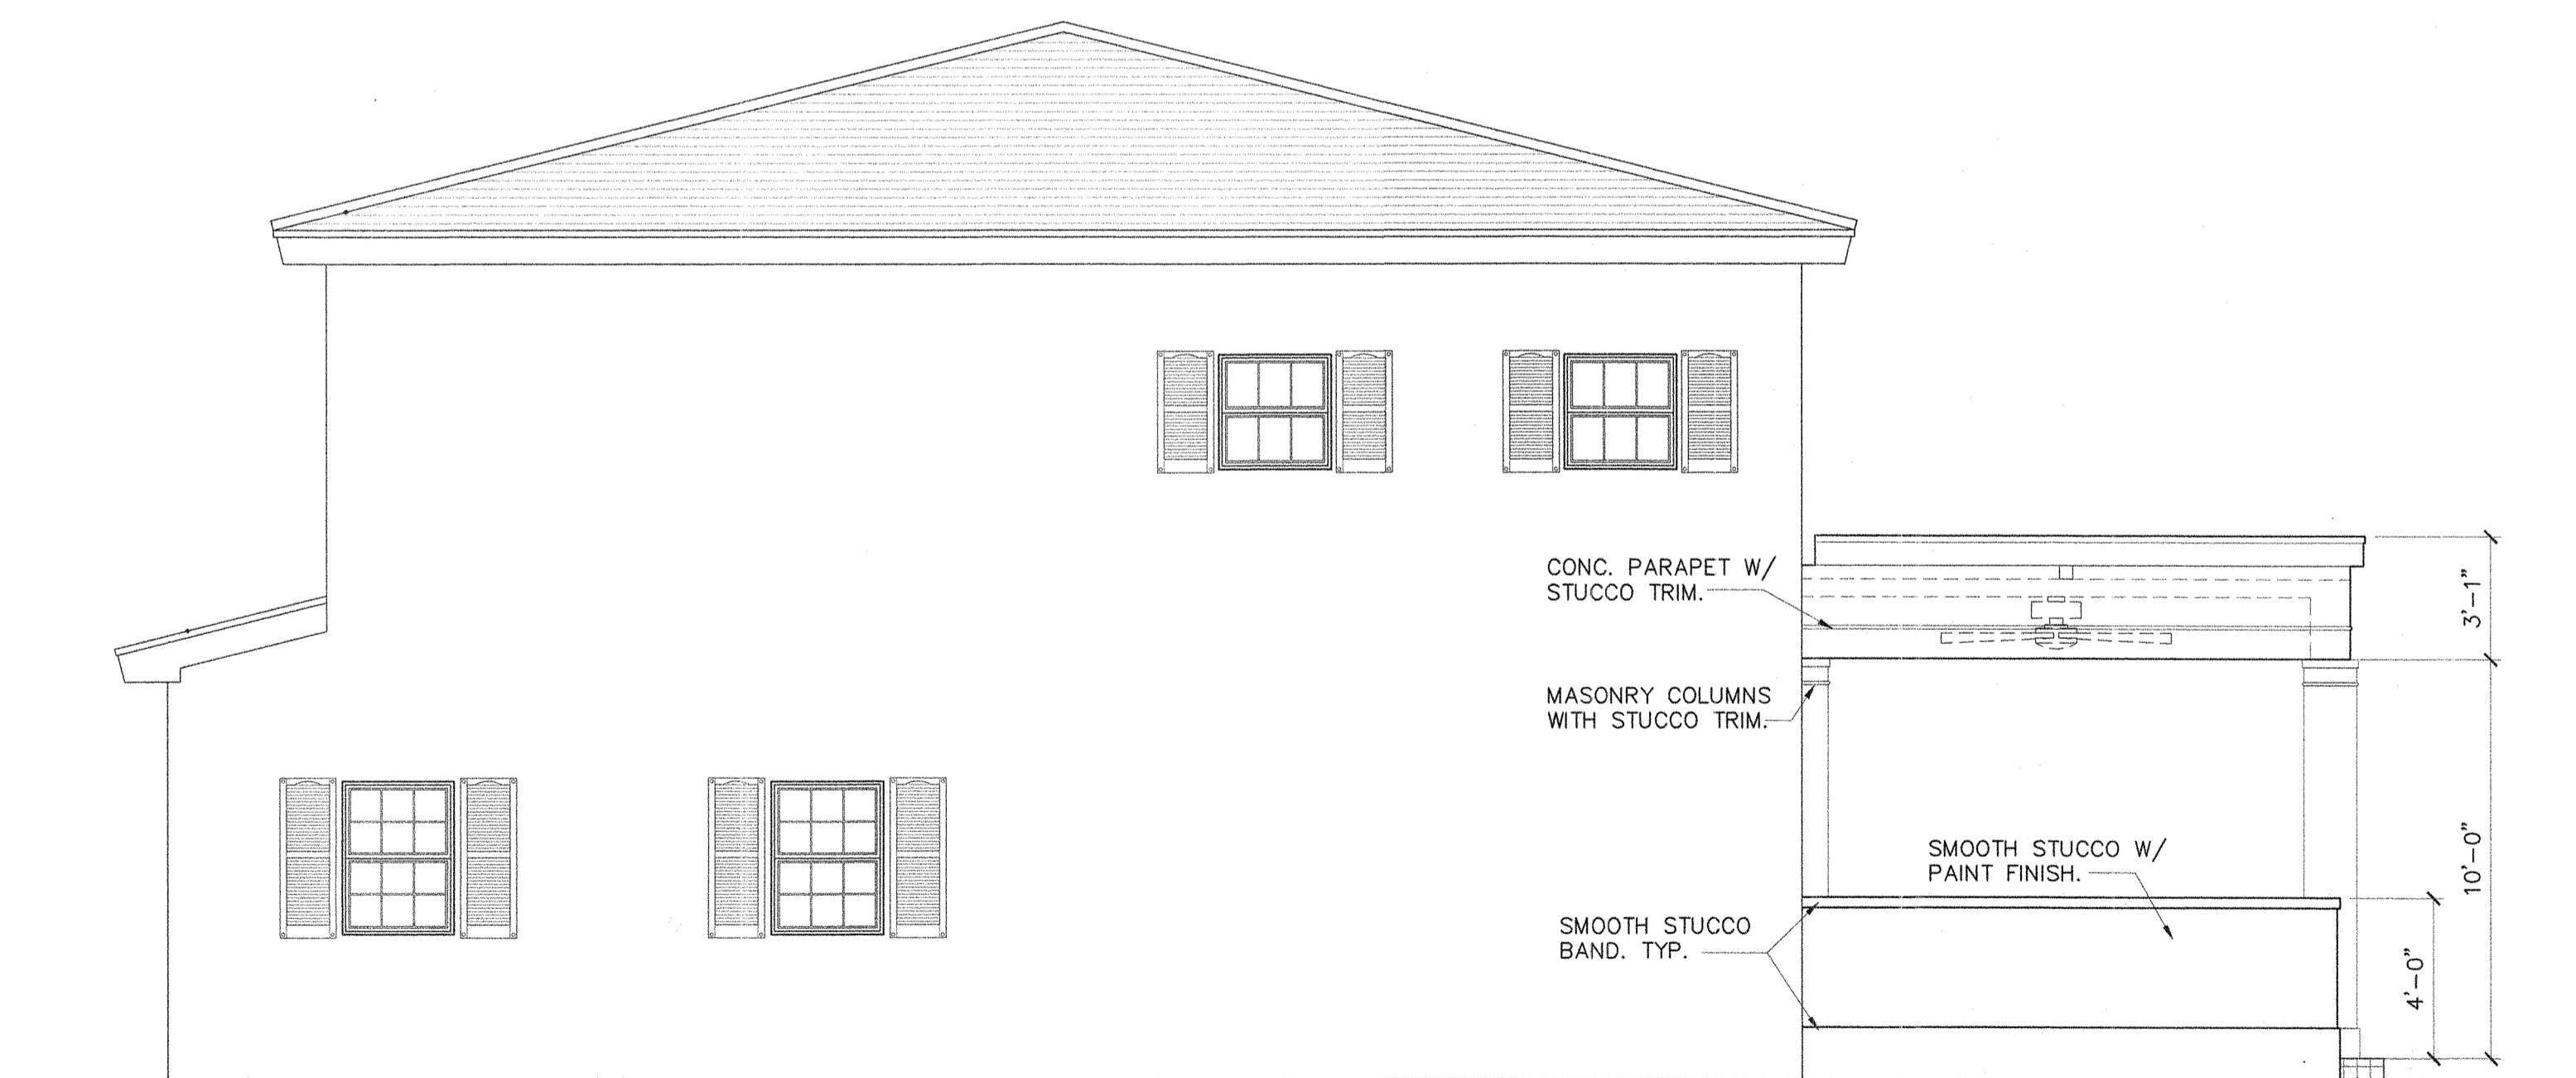 CONC. PARAPET W/
STUCCO TRIM.
3'-1"
MASONRY COLUMNS
WITH STUCCO TRIM.
SMOOTH STUCCO W/
PAINT FINISH.
10'-0"
SMOOTH STUCCO
BAND. TYP.
4'-0"